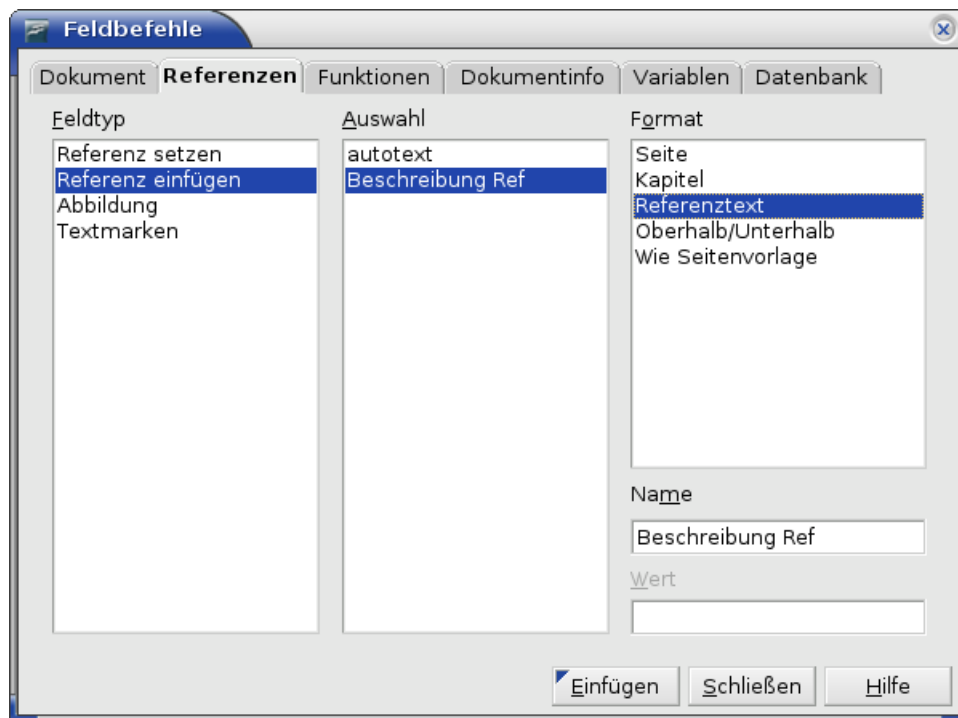 Feldbefehle
Dokument Referenzen Funktionen Dokumentinfo Variablen Datenbank
Feldtyp
Referenz setzen
Referenz einfügen
Abbildung
Textmarken
Auswahl
autotext
Beschreibung Ref
Format
Seite
Kapitel
Referenztext
Oberhalb/Unterhalb
Wie Seitenvorlage
Name
Beschreibung Ref
Wert
Einfügen Schließen Hilfe